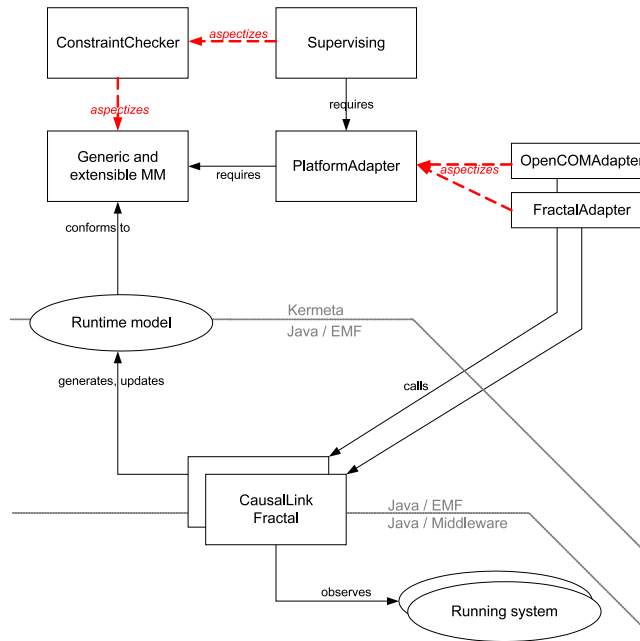 ConstraintChecker
aspectizes
Supervising
aspectizes
requires
Generic and
extensible MM
requires
PlatformAdapter
aspectizes
OpenCOMAdapter
FractalAdapter
conforms to
Runtime model
Kermeta
Java / EMF
generates, updates
calls
CausalLink
Fractal
Java / EMF
Java / Middleware
observes
Running system